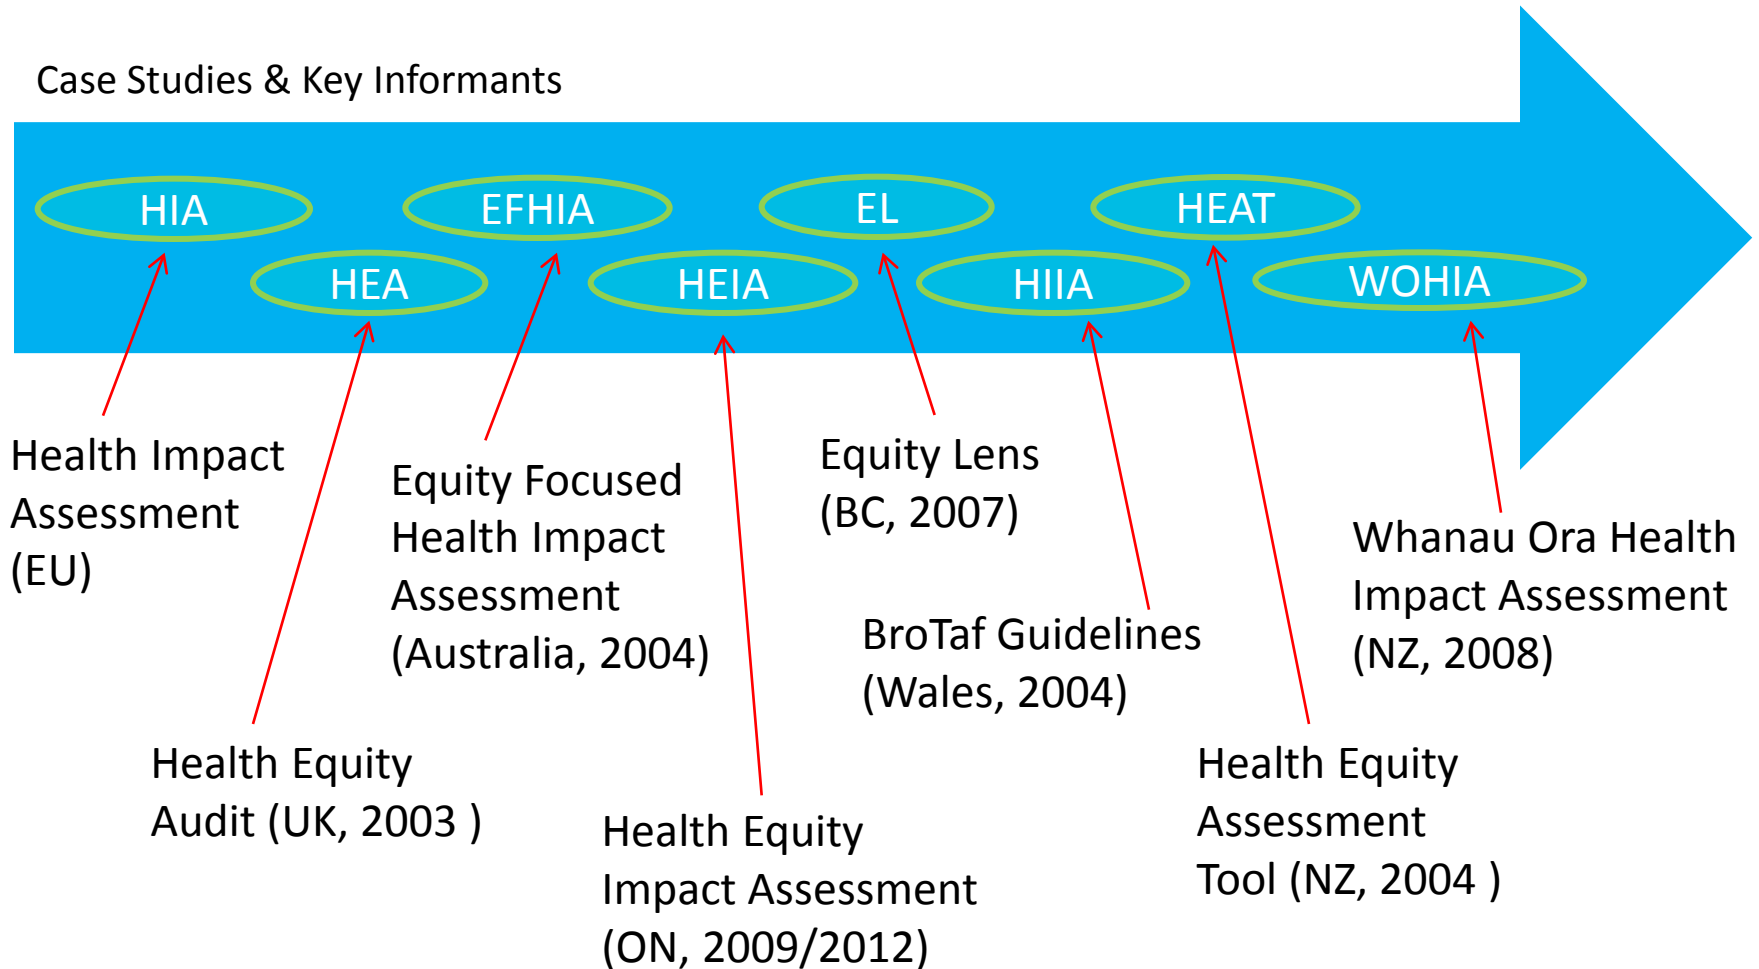 Case Studies & Key Informants
HIA
EFHIA
EL
HEAT
HEA
HEIA
HIIA
WOHIA
Health Impact
Assessment
(EU)
Equity Focused
Health Impact
Assessment
(Australia, 2004)
Equity Lens
(BC, 2007)
BroTaf Guidelines
(Wales, 2004)
Whanau Ora Health
Impact Assessment
(NZ, 2008)
Health Equity
Audit (UK, 2003 )
Health Equity
Impact Assessment
(ON, 2009/2012)
Health Equity
Assessment
Tool (NZ, 2004 )